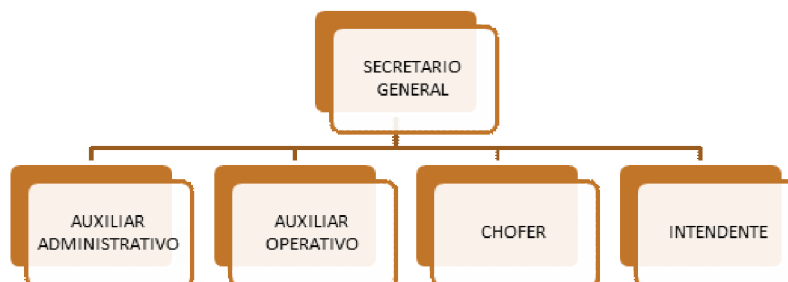 SECRETARIO
GENERAL
AUXILIAR
ADMINISTRATIVO
AUXILIAR
OPERATIVO
CHOFER
INTENDENTE